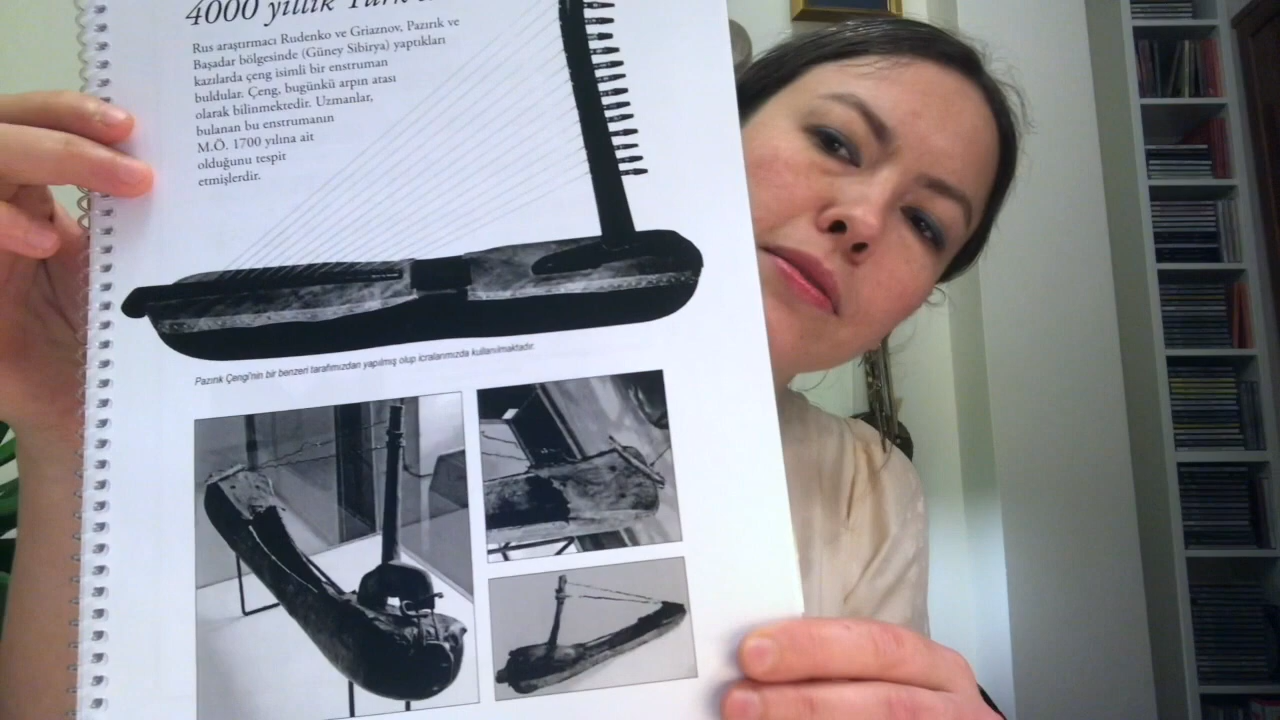 4000 yıllık Türk
Rus araştırmacı Rudenko ve Griaznov, Pazırık ve
Başadar bölgesinde (Güney Sibirya) yaptıkları
kazılarda çeng isimli bir enstruman
buldular. Çeng, bugünkü arpın atası
olarak bilinmektedir. Uzmanlar,
bulanan bu enstrumanın
M.Ö. 1700 yılına ait
olduğunu tespit
etmişlerdir.
Pazırık Çengi'nin bir benzeri tarafımızdan yapılmış olup icralarımızda kullanılmaktadır.